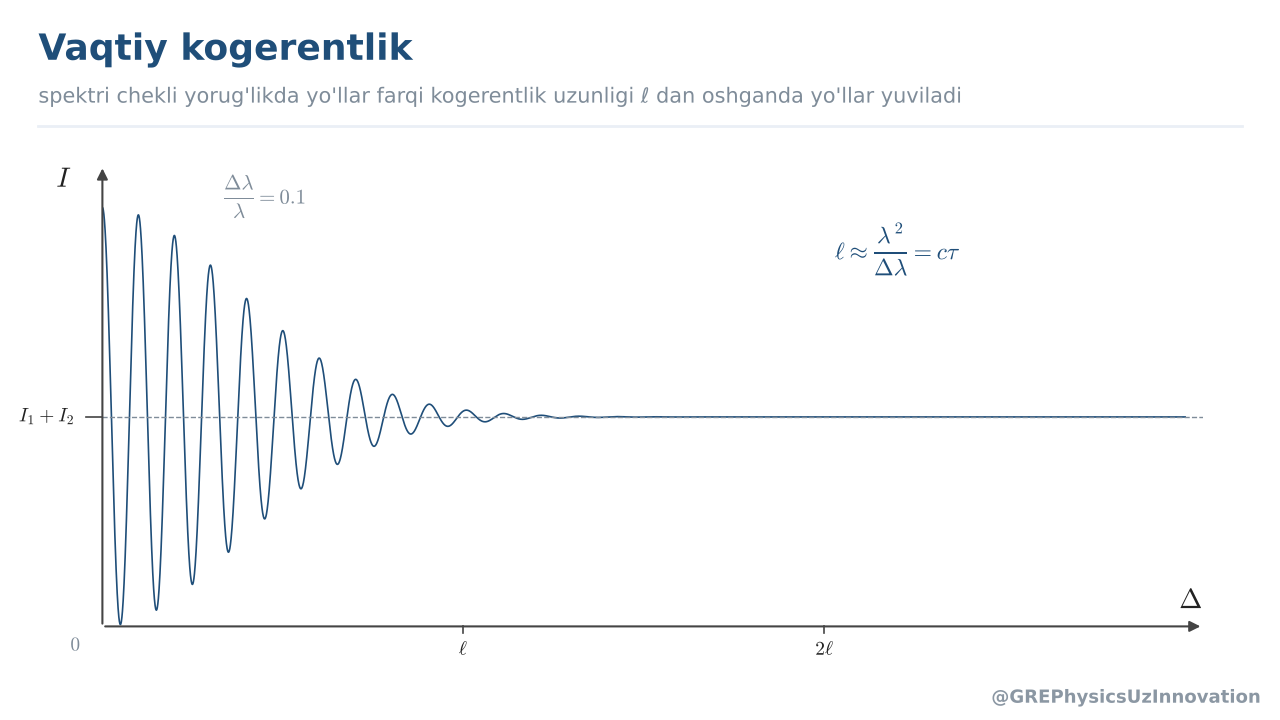 Vaqtiy kogerentlik
spektri chekli yorug'likda yo'llar farqi kogerentlik uzunligi ℓ dan oshganda yo'llar yuviladi
I
Δλ/λ = 0.1
ℓ ≈ λ²/Δλ = cτ
I₁ + I₂
Δ
0
ℓ
2ℓ
@GREPhysicsUzInnovation